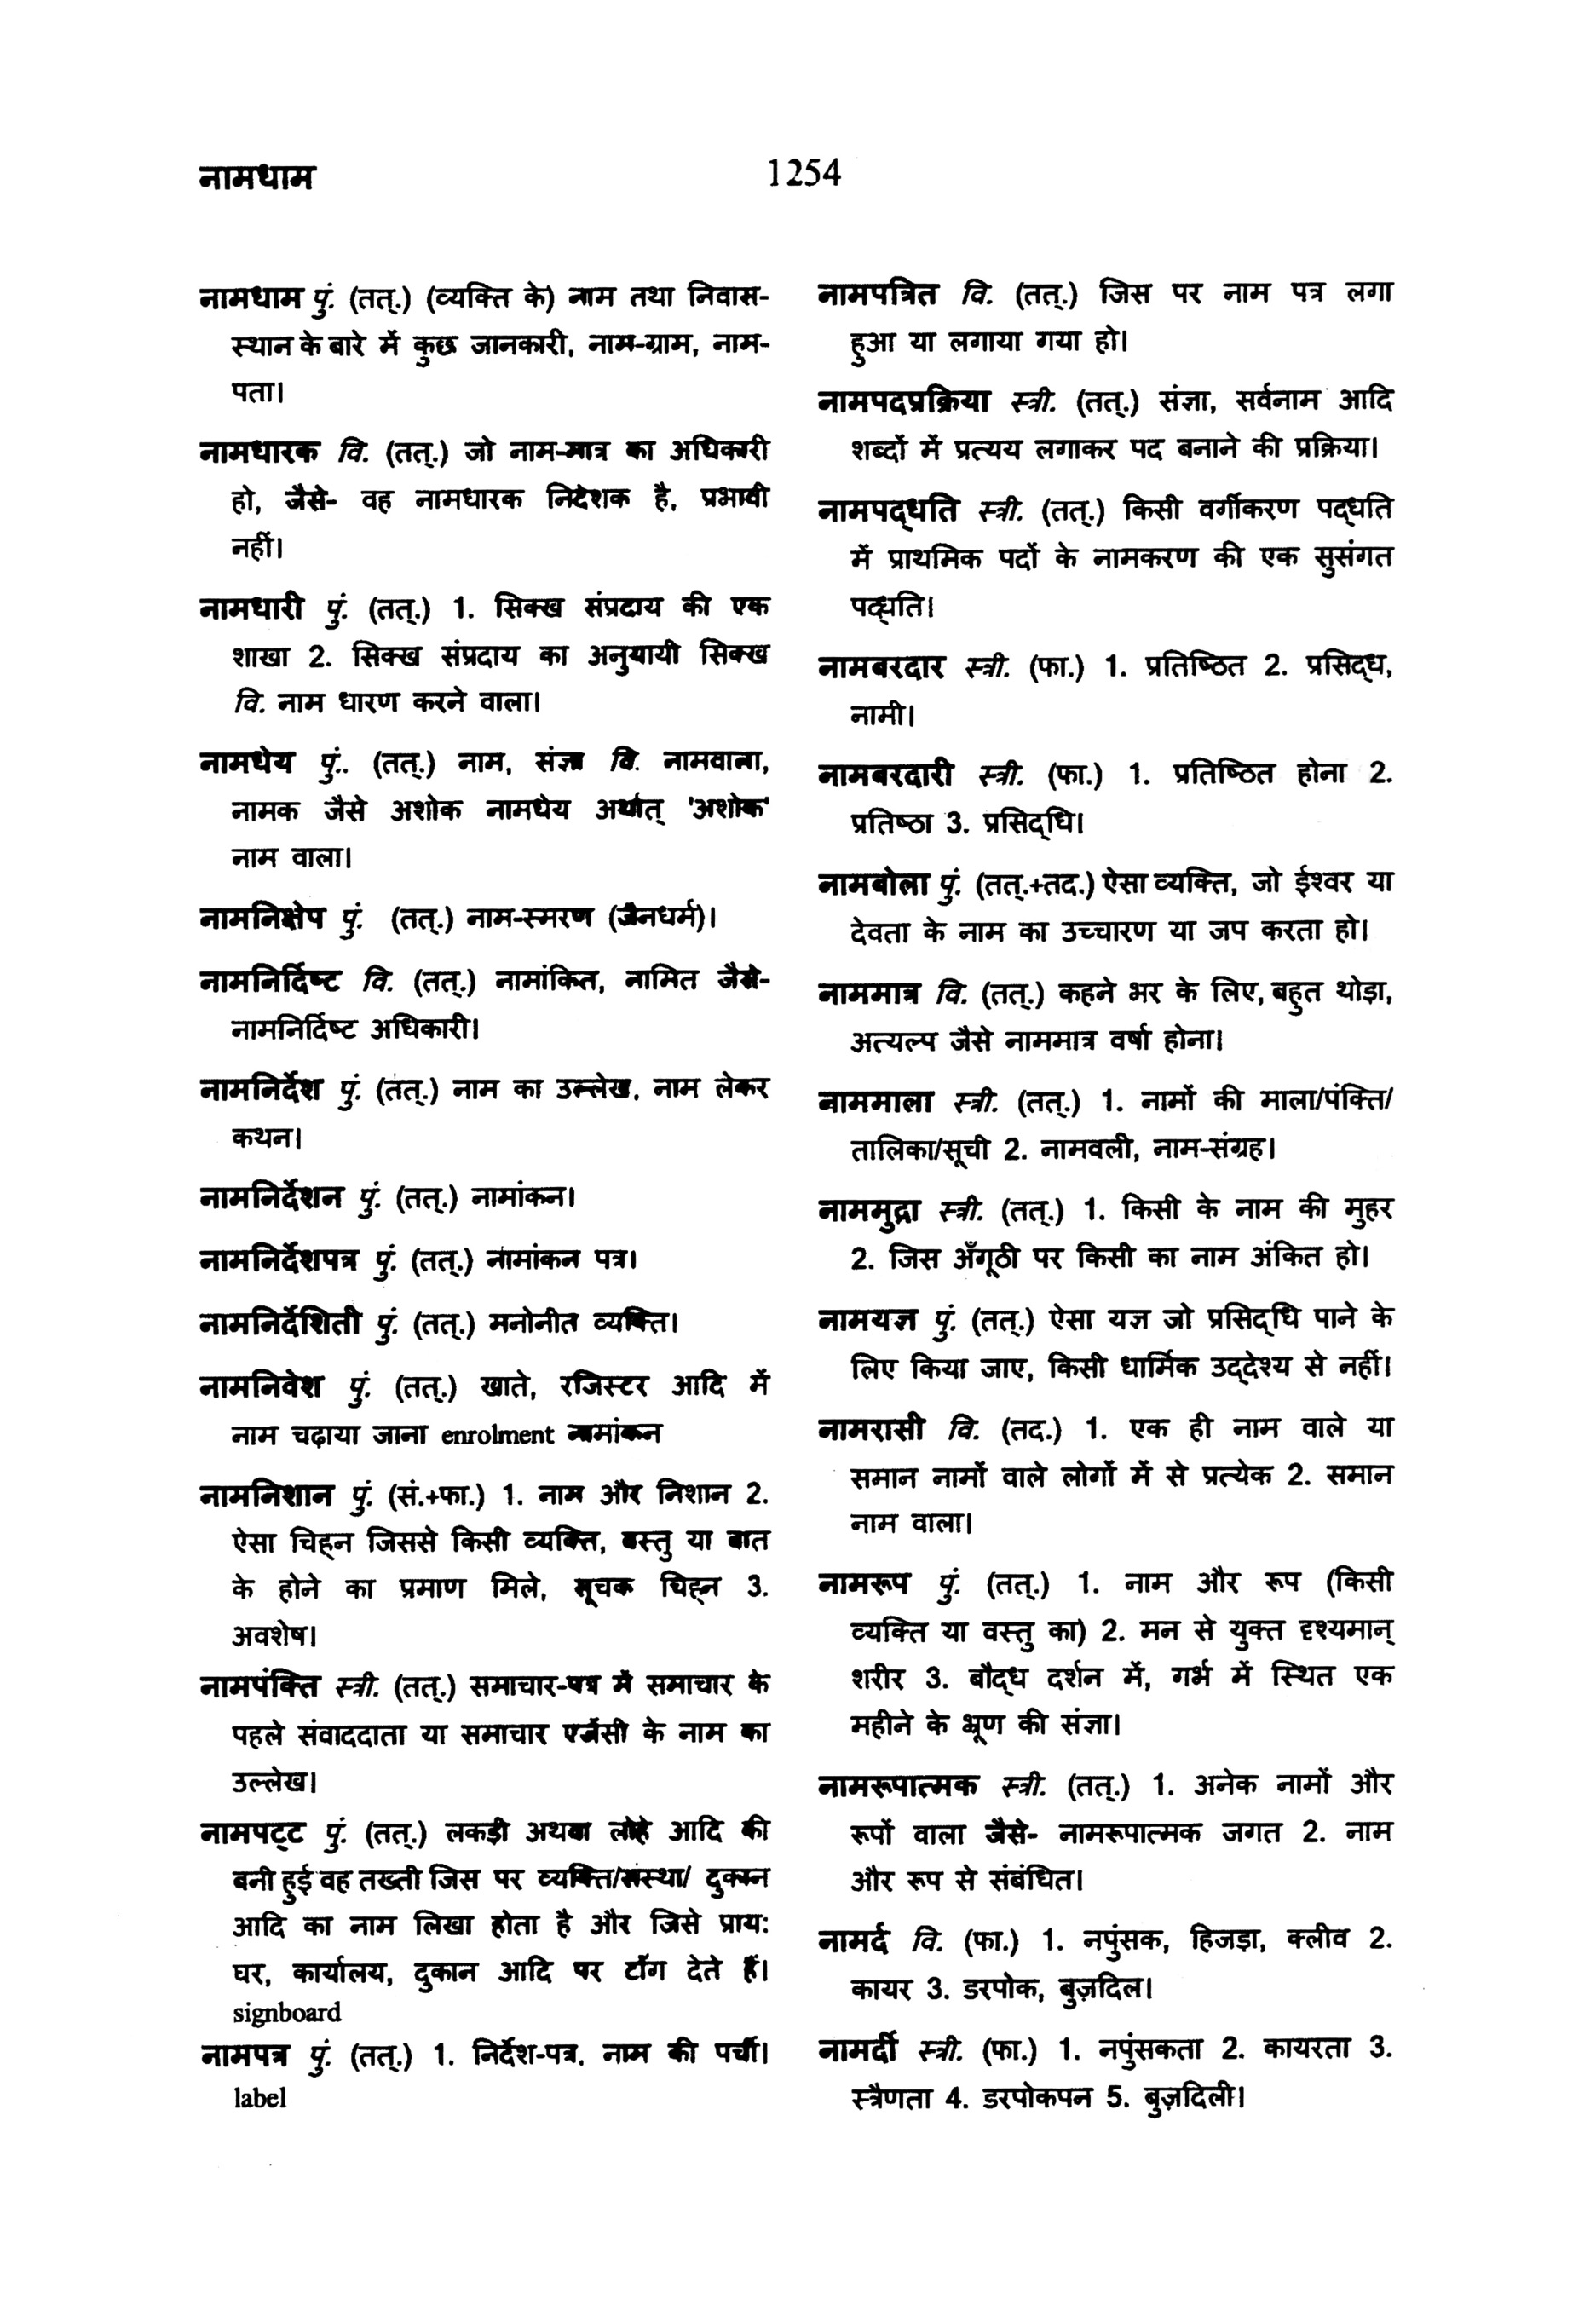 नामधाम
1254
नामधाम पुं. (तत्.) (व्यक्ति के) नाम तथा निवास-
स्थान के बारे में कुछ जानकारी, नाम-ग्राम, नाम-
पता।
नामधारक वि. (तत्.) जो नाम-मात्र का अधिकारी
हो, जैसे- वह नामधारक निदेशक है, प्रभावी
नहीं।
नामधारी पुं. (तत्.) 1. सिक्ख संप्रदाय की एक
शाखा 2. सिक्ख संप्रदाय का अनुयायी सिक्ख
वि. नाम धारण करने वाला।
नामधेय पुं.. (तत्.) नाम, संज्ञा वि. नामवाला,
नामक जैसे अशोक नामधेय अर्थात् 'अशोक'
नाम वाला।
नामनिक्षेप पुं. (तत्.) नाम-स्मरण (जैनधर्म)।
नामनिर्दिष्ट वि. (तत्.) नामांकित, नामित जैसे-
नामनिर्दिष्ट अधिकारी।
नामनिर्देश पुं. (तत्.) नाम का उल्लेख, नाम लेकर
कथन।
नामनिर्देशन पुं. (तत्.) नामांकन।
नामनिर्देशपत्र पुं. (तत्.) नामांकन पत्र।
नामनिर्देशिती पुं. (तत्.) मनोनीत व्यक्ति।
नामनिवेश पुं. (तत्.) खाते, रजिस्टर आदि में
नाम चढ़ाया जाना enrolment नामांकन
नामनिशान पुं. (सं.+फा.) 1. नाम और निशान 2.
ऐसा चिह्न जिससे किसी व्यक्ति, वस्तु या बात
के होने का प्रमाण मिले, सूचक चिह्न 3.
अवशेष।
नामपंक्ति स्त्री. (तत्.) समाचार-पत्र में समाचार के
पहले संवाददाता या समाचार एजेंसी के नाम का
उल्लेख।
नामपट्ट पुं. (तत्.) लकड़ी अथवा लोहे आदि की
बनी हुई वह तख्ती जिस पर व्यक्ति/संस्था/ दुकान
आदि का नाम लिखा होता है और जिसे प्राय:
घर, कार्यालय, दुकान आदि पर टाँग देते हैं।
signboard
नामपत्र पुं. (तत्.) 1. निर्देश-पत्र, नाम की पर्ची।
label
नामपत्रित वि. (तत्.) जिस पर नाम पत्र लगा
हुआ या लगाया गया हो।
नामपदप्रक्रिया स्त्री. (तत्.) संज्ञा, सर्वनाम आदि
शब्दों में प्रत्यय लगाकर पद बनाने की प्रक्रिया।
नामपद्धति स्त्री. (तत्.) किसी वर्गीकरण पद्धति
में प्राथमिक पदों के नामकरण की एक सुसंगत
पद्धति।
नामबरदार स्त्री. (फा.) 1. प्रतिष्ठित 2. प्रसिद्ध,
नामी।
नामबरदारी स्त्री. (फा.) 1. प्रतिष्ठित होना 2.
प्रतिष्ठा 3. प्रसिद्धि।
नामबोला पुं. (तत्.+तद.) ऐसा व्यक्ति, जो ईश्वर या
देवता के नाम का उच्चारण या जप करता हो।
नाममात्र वि. (तत्.) कहने भर के लिए, बहुत थोड़ा,
अत्यल्प जैसे नाममात्र वर्षा होना।
नाममाला स्त्री. (तत्.) 1. नामों की माला/पंक्ति/
तालिका/सूची 2. नामवली, नाम-संग्रह।
नाममुद्रा स्त्री. (तत्.) 1. किसी के नाम की मुहर
2. जिस अँगूठी पर किसी का नाम अंकित हो।
नामयज्ञ पुं. (तत्.) ऐसा यज्ञ जो प्रसिद्धि पाने के
लिए किया जाए, किसी धार्मिक उद्देश्य से नहीं।
नामरासी वि. (तद.) 1. एक ही नाम वाले या
समान नामों वाले लोगों में से प्रत्येक 2. समान
नाम वाला।
नामरूप पुं. (तत्.) 1. नाम और रूप (किसी
व्यक्ति या वस्तु का) 2. मन से युक्त दृश्यमान्
शरीर 3. बौद्ध दर्शन में, गर्भ में स्थित एक
महीने के भ्रूण की संज्ञा।
नामरूपात्मक स्त्री. (तत्.) 1. अनेक नामों और
रूपों वाला जैसे- नामरूपात्मक जगत 2. नाम
और रूप से संबंधित।
नामर्द वि. (फा.) 1. नपुंसक, हिजड़ा, क्लीव 2.
कायर 3. डरपोक, बुज़दिल।
नामर्दी स्त्री. (फा.) 1. नपुंसकता 2. कायरता 3.
स्त्रैणता 4. डरपोकपन 5. बुज़दिली।